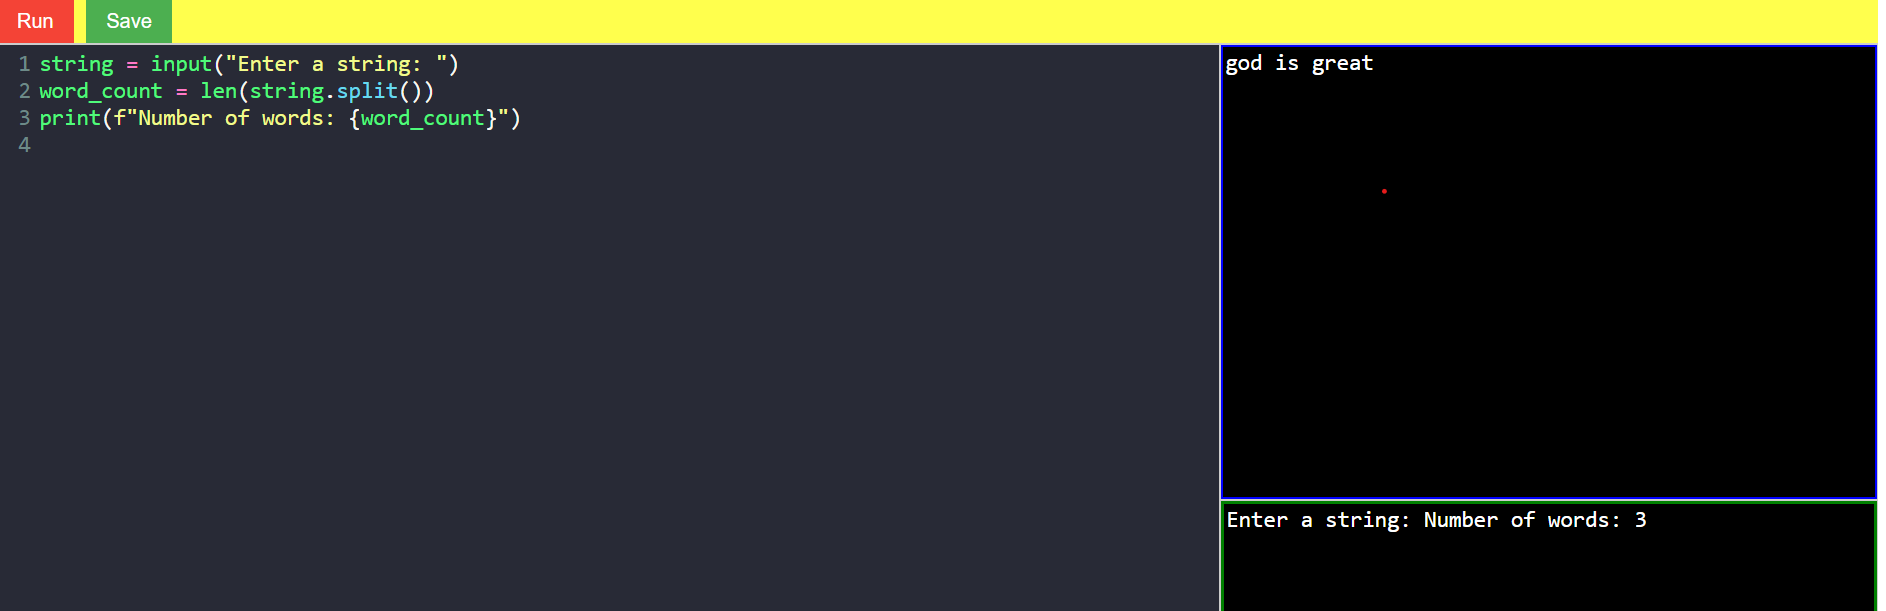 Run Save
1 string = input("Enter a string: ")
2 word_count = len(string.split())
3 print(f"Number of words: {word_count}")
4
god is great
Enter a string: Number of words: 3